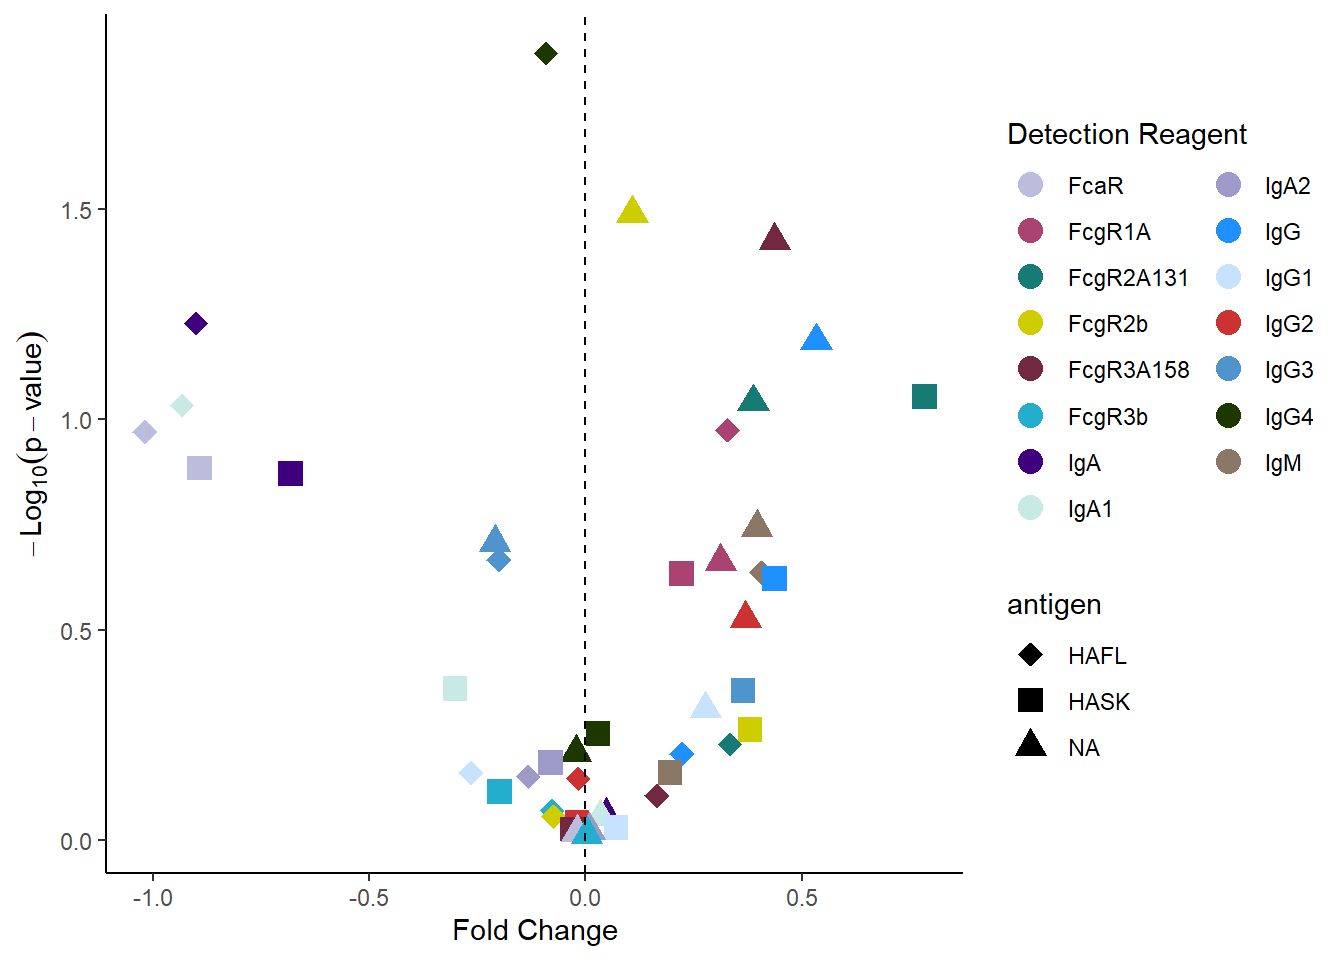 1.5
1.0
0.5
0.0
−Log10(p−value)
-1.0 -0.5 0.0 0.5
Fold Change
Detection Reagent
FcaR
FcgR1A
FcgR2A131
FcgR2b
FcgR3A158
FcgR3b
IgA
IgA1
IgA2
IgG
IgG1
IgG2
IgG3
IgG4
IgM
antigen
HAFL
HASK
NA